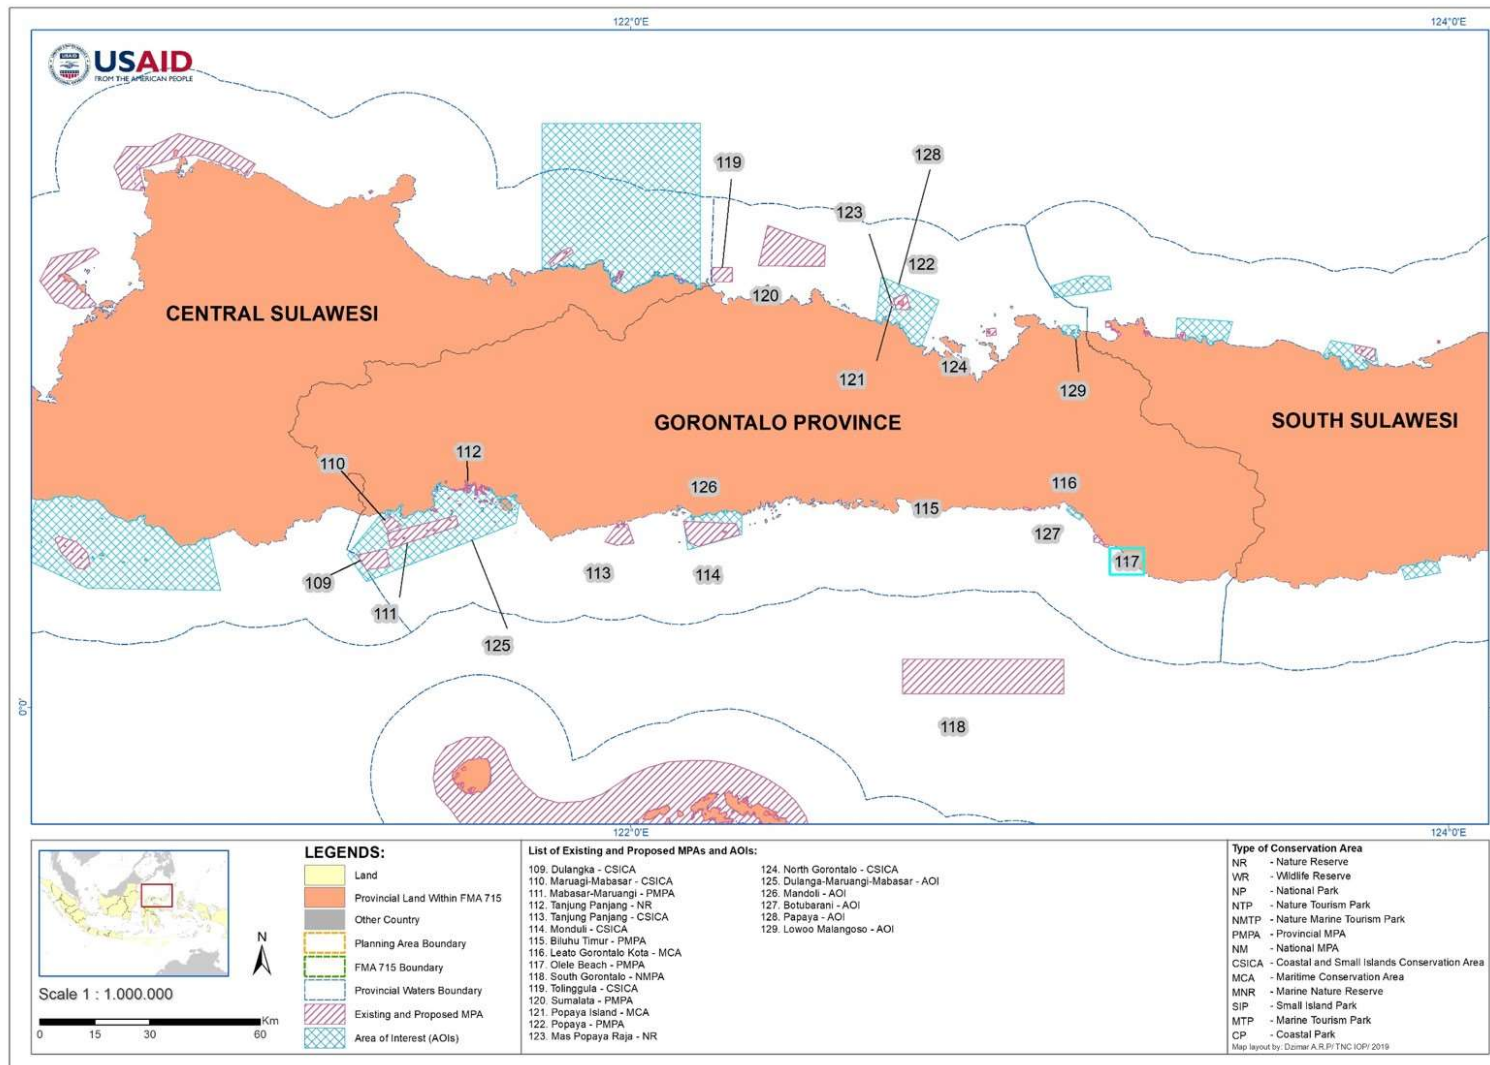 122°0'E
124°0'E
USAID
FROM THE AMERICAN PEOPLE
119
128
123
122
CENTRAL SULAWESI
120
121
124
129
GORONTALO PROVINCE
SOUTH SULAWESI
112
110
126
116
115
127
117
109
113
114
111
125
118
0°0'
122°0'E
124°0'E
N
Scale 1 : 1.000.000
Km
0 15 30 60
LEGENDS:
Land
Provincial Land Within FMA 715
Other Country
Planning Area Boundary
FMA 715 Boundary
Provincial Waters Boundary
Existing and Proposed MPA
Area of Interest (AOIs)
List of Existing and Proposed MPAs and AOIs:
109. Dulangka - CSICA
110. Maruagi-Mabasar - CSICA
111. Mabasar-Maruangi - PMPA
112. Tanjung Panjang - NR
113. Tanjung Panjang - CSICA
114. Monduli - CSICA
115. Biluhu Timur - PMPA
116. Leato Gorontalo Kota - MCA
117. Olele Beach - PMPA
118. South Gorontalo - NMPA
119. Tolinggula - CSICA
120. Sumalata - PMPA
121. Popaya Island - MCA
122. Popaya - PMPA
123. Mas Popaya Raja - NR
124. North Gorontalo - CSICA
125. Dulanga-Maruangi-Mabasar - AOI
126. Mandoli - AOI
127. Botubarani - AOI
128. Papaya - AOI
129. Lowoo Malangoso - AOI
Type of Conservation Area
NR - Nature Reserve
WR - Wildlife Reserve
NP - National Park
NTP - Nature Tourism Park
NMTP - Nature Marine Tourism Park
PMPA - Provincial MPA
NM - National MPA
CSICA - Coastal and Small Islands Conservation Area
MCA - Maritime Conservation Area
MNR - Marine Nature Reserve
SIP - Small Island Park
MTP - Marine Tourism Park
CP - Coastal Park
Map layout by: Dzimar A.R.P/ TNC IOP/ 2019